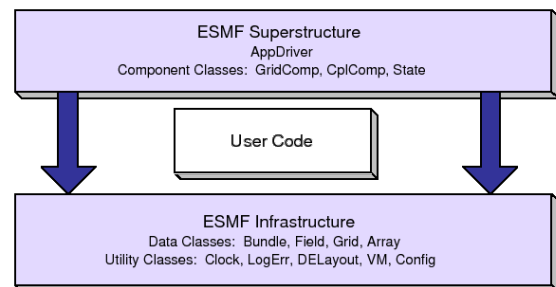 ESMF Superstructure
AppDriver
Component Classes: GridComp, CplComp, State
User Code
ESMF Infrastructure
Data Classes: Bundle, Field, Grid, Array
Utility Classes: Clock, LogErr, DELayout, VM, Config